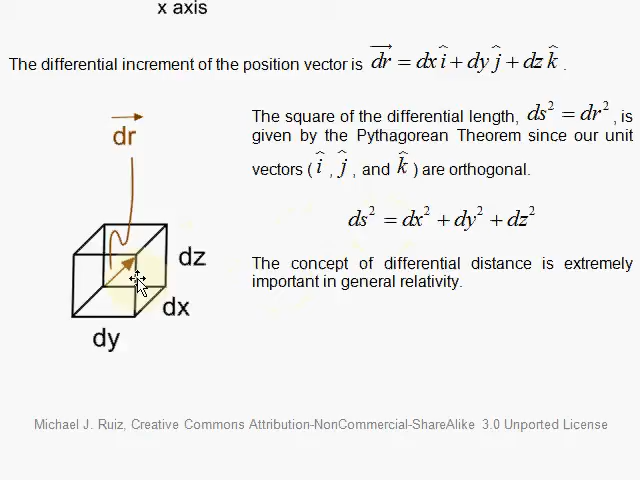 x axis
The differential increment of the position vector is $\overrightarrow{dr} = dx\,\hat{i} + dy\,\hat{j} + dz\,\hat{k}$ .
$\overrightarrow{dr}$
The square of the differential length, $ds^2 = dr^2$ , is
given by the Pythagorean Theorem since our unit
vectors ( $\hat{i}$ , $\hat{j}$ , and $\hat{k}$ ) are orthogonal.
$ds^2 = dx^2 + dy^2 + dz^2$
The concept of differential distance is extremely
important in general relativity.
dz
dx
dy
Michael J. Ruiz, Creative Commons Attribution-NonCommercial-ShareAlike 3.0 Unported License